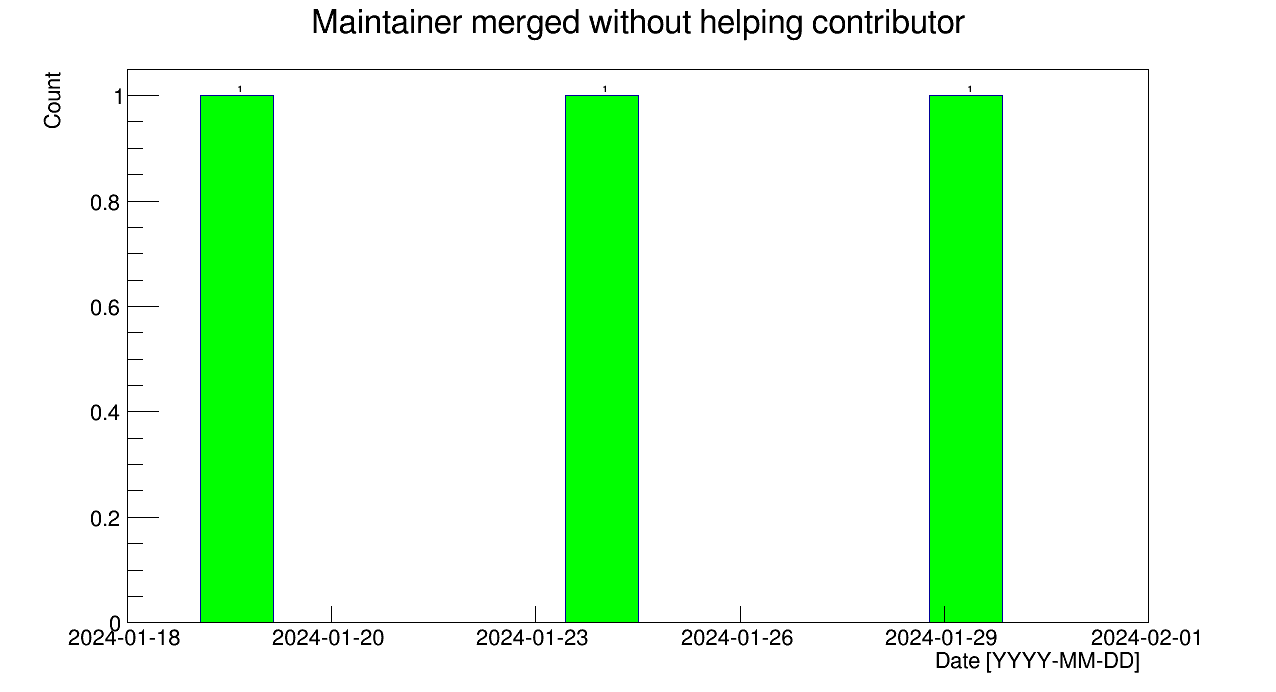 Maintainer merged without helping contributor
Count
1 1 1
1
0.8
0.6
0.4
0.2
0
2024-01-18 2024-01-20 2024-01-23 2024-01-26 2024-01-29 2024-02-01
Date [YYYY-MM-DD]